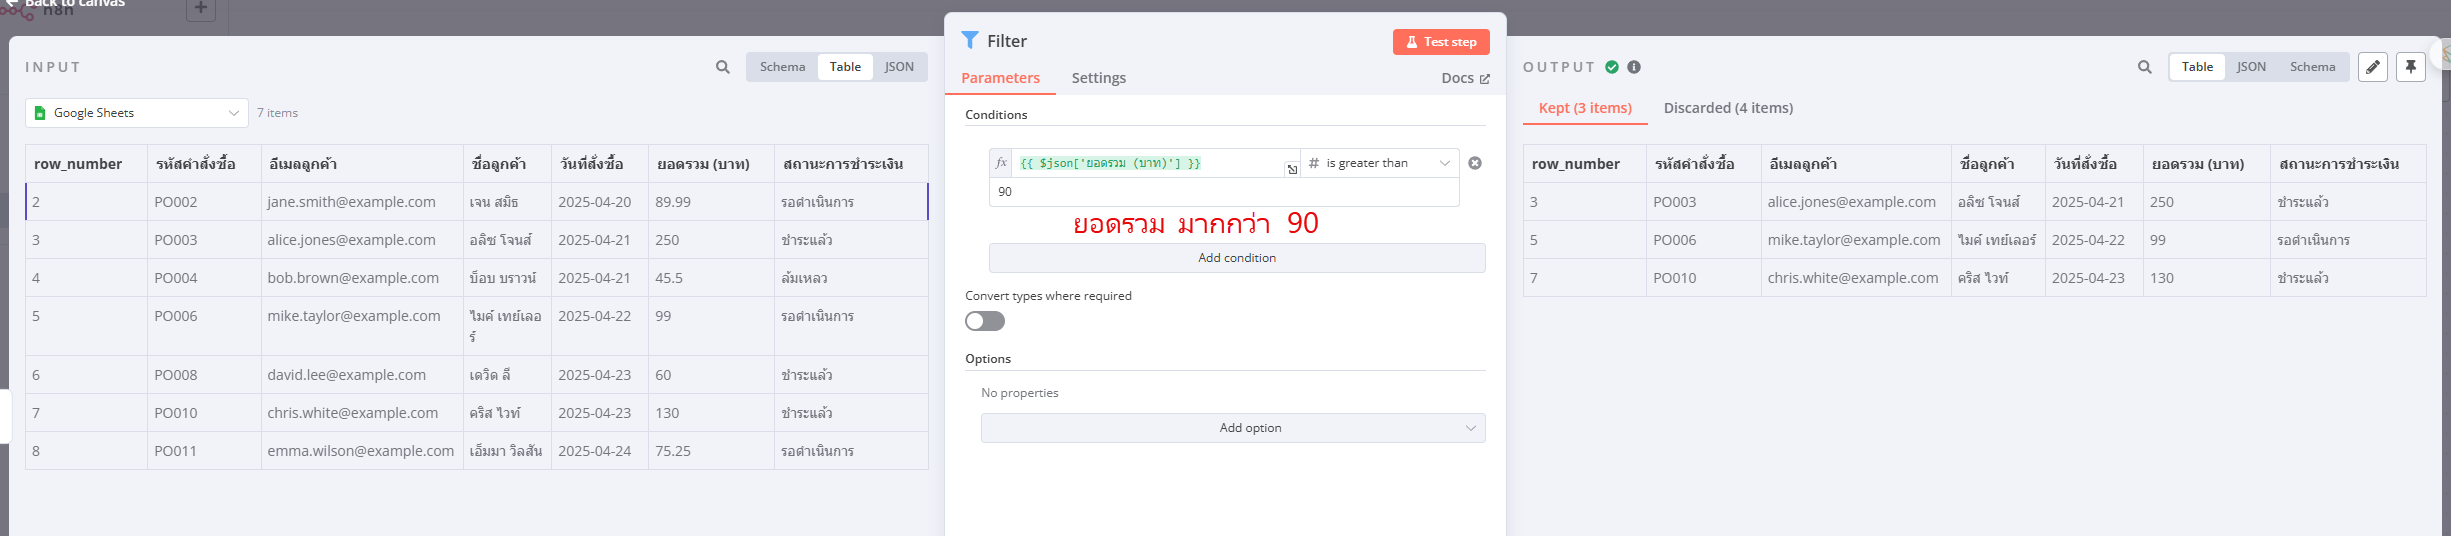 Back to canvas
n8n
INPUT
Schema Table JSON
Google Sheets 7 items
row_number รหัสคำสั่งซื้อ อีเมลลูกค้า ชื่อลูกค้า วันที่สั่งซื้อ ยอดรวม (บาท) สถานะการชำระเงิน
2 PO002 jane.smith@example.com เจน สมิธ 2025-04-20 89.99 รอดำเนินการ
3 PO003 alice.jones@example.com อลิซ โจนส์ 2025-04-21 250 ชำระแล้ว
4 PO004 bob.brown@example.com บ็อบ บราวน์ 2025-04-21 45.5 ล้มเหลว
5 PO006 mike.taylor@example.com ไมค์ เทย์เลอ 2025-04-22 99 รอดำเนินการ
ร์
6 PO008 david.lee@example.com เดวิด ลี 2025-04-23 60 ชำระแล้ว
7 PO010 chris.white@example.com คริส ไวท์ 2025-04-23 130 ชำระแล้ว
8 PO011 emma.wilson@example.com เอ็มมา วิลสัน 2025-04-24 75.25 รอดำเนินการ
Filter
Test step
Parameters Settings Docs
Conditions
fx {{ $json['ยอดรวม (บาท)'] }} # is greater than
90
ยอดรวม มากกว่า 90
Add condition
Convert types where required
Options
No properties
Add option
OUTPUT
Table JSON Schema
Kept (3 items) Discarded (4 items)
row_number รหัสคำสั่งซื้อ อีเมลลูกค้า ชื่อลูกค้า วันที่สั่งซื้อ ยอดรวม (บาท) สถานะการชำระเงิน
3 PO003 alice.jones@example.com อลิซ โจนส์ 2025-04-21 250 ชำระแล้ว
5 PO006 mike.taylor@example.com ไมค์ เทย์เลอร์ 2025-04-22 99 รอดำเนินการ
7 PO010 chris.white@example.com คริส ไวท์ 2025-04-23 130 ชำระแล้ว